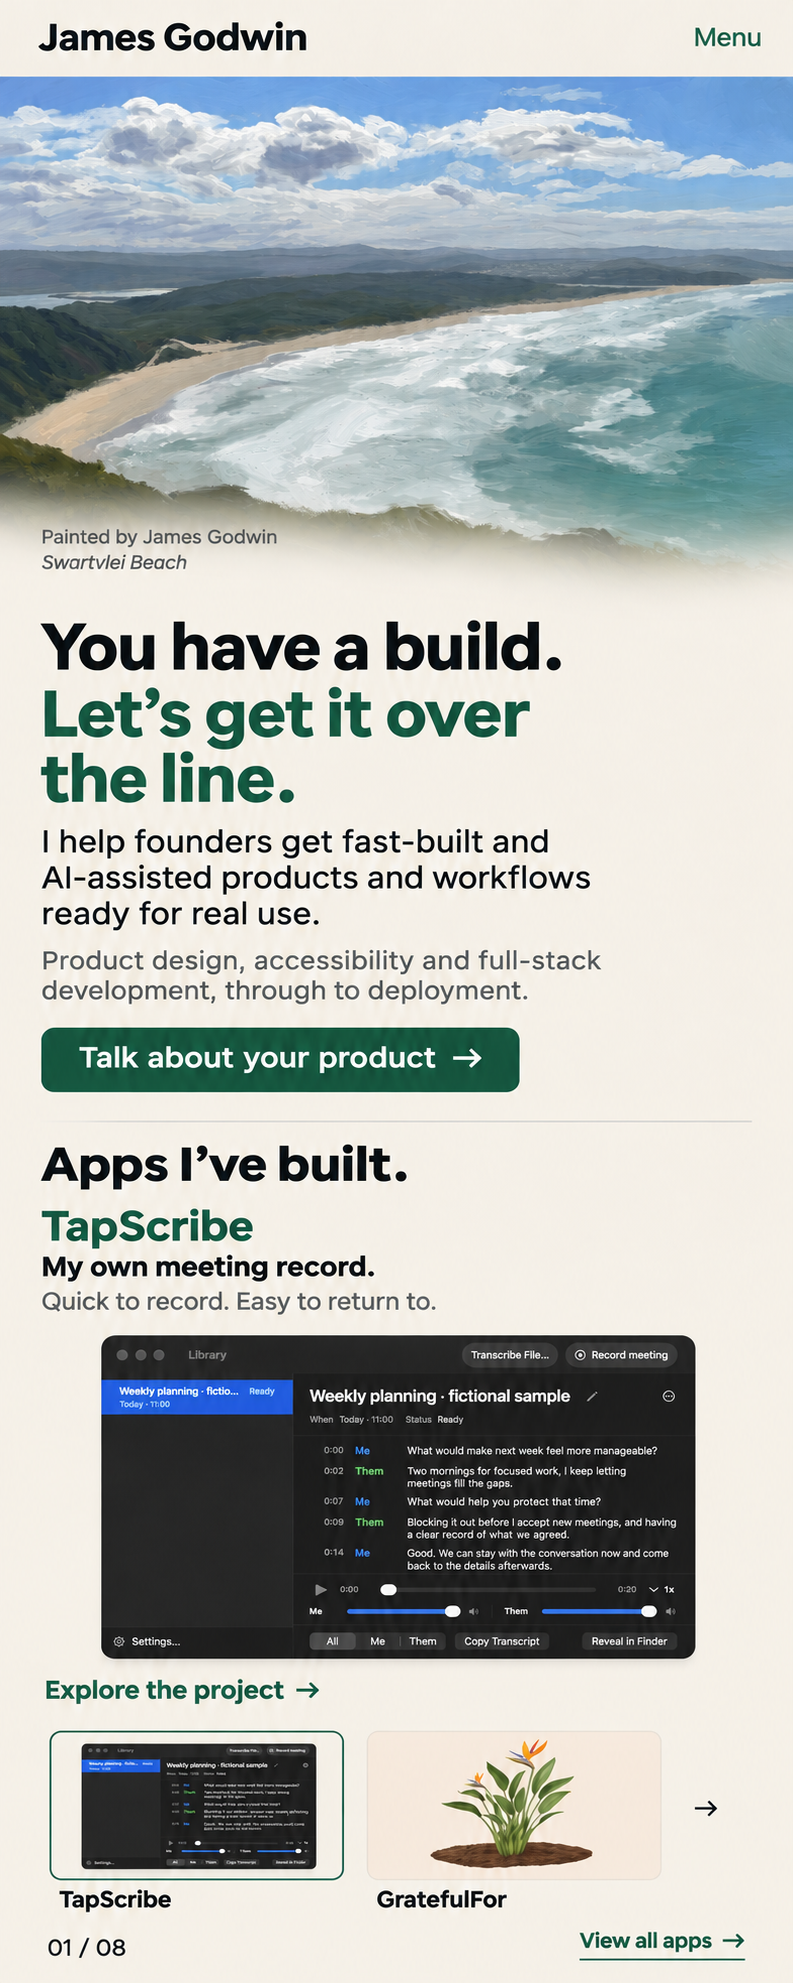 James Godwin
Menu
Painted by James Godwin
Swartvlei Beach
You have a build.
Let's get it over
the line.
I help founders get fast-built and
AI-assisted products and workflows
ready for real use.
Product design, accessibility and full-stack
development, through to deployment.
Talk about your product →
Apps I've built.
TapScribe
My own meeting record.
Quick to record. Easy to return to.
Library
Transcribe File...
Record meeting
Weekly planning · fictio... Ready
Today · 11:00
Weekly planning · fictional sample
When Today · 11:00 Status Ready
0:00 Me What would make next week feel more manageable?
0:02 Them Two mornings for focused work, I keep letting
meetings fill the gaps.
0:07 Me What would help you protect that time?
0:09 Them Blocking it out before I accept new meetings, and having
a clear record of what we agreed.
0:14 Me Good. We can stay with the conversation now and come
back to the details afterwards.
0:00 0:20 1x
Me Them
Settings...
All Me Them Copy Transcript Reveal in Finder
Explore the project →
Library
Weekly planning · fictional sample
TapScribe
GratefulFor
→
01 / 08
View all apps →